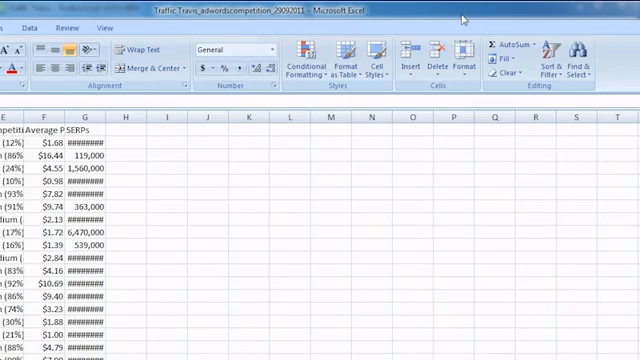 Traffic Travis_adwordscompetition_29092011 - Microsoft Excel
Data Review View
Wrap Text General AutoSum
Merge & Center $ % , Conditional Formatting Format as Table Cell Styles Insert Delete Format Fill Clear Sort & Filter Find & Select
Alignment Number Styles Cells Editing
E F G H I J K L M N O P Q R S T
mpetiti Average P SERPs
(12%) $1.68 ########
(86% $16.44 119,000
(24%) $4.55 1,560,000
(10%) $0.98 ########
(93% $7.82 ########
(91% $9.74 363,000
dium ( $2.13 ########
(17%) $1.72 6,470,000
(16%) $1.39 539,000
dium ( $2.84 ########
(83% $4.16 ########
(92% $10.69 ########
(86% $9.40 ########
(74% $3.23 ########
(30%) $1.88 ########
(21%) $1.00 ########
(88% $4.79 ########